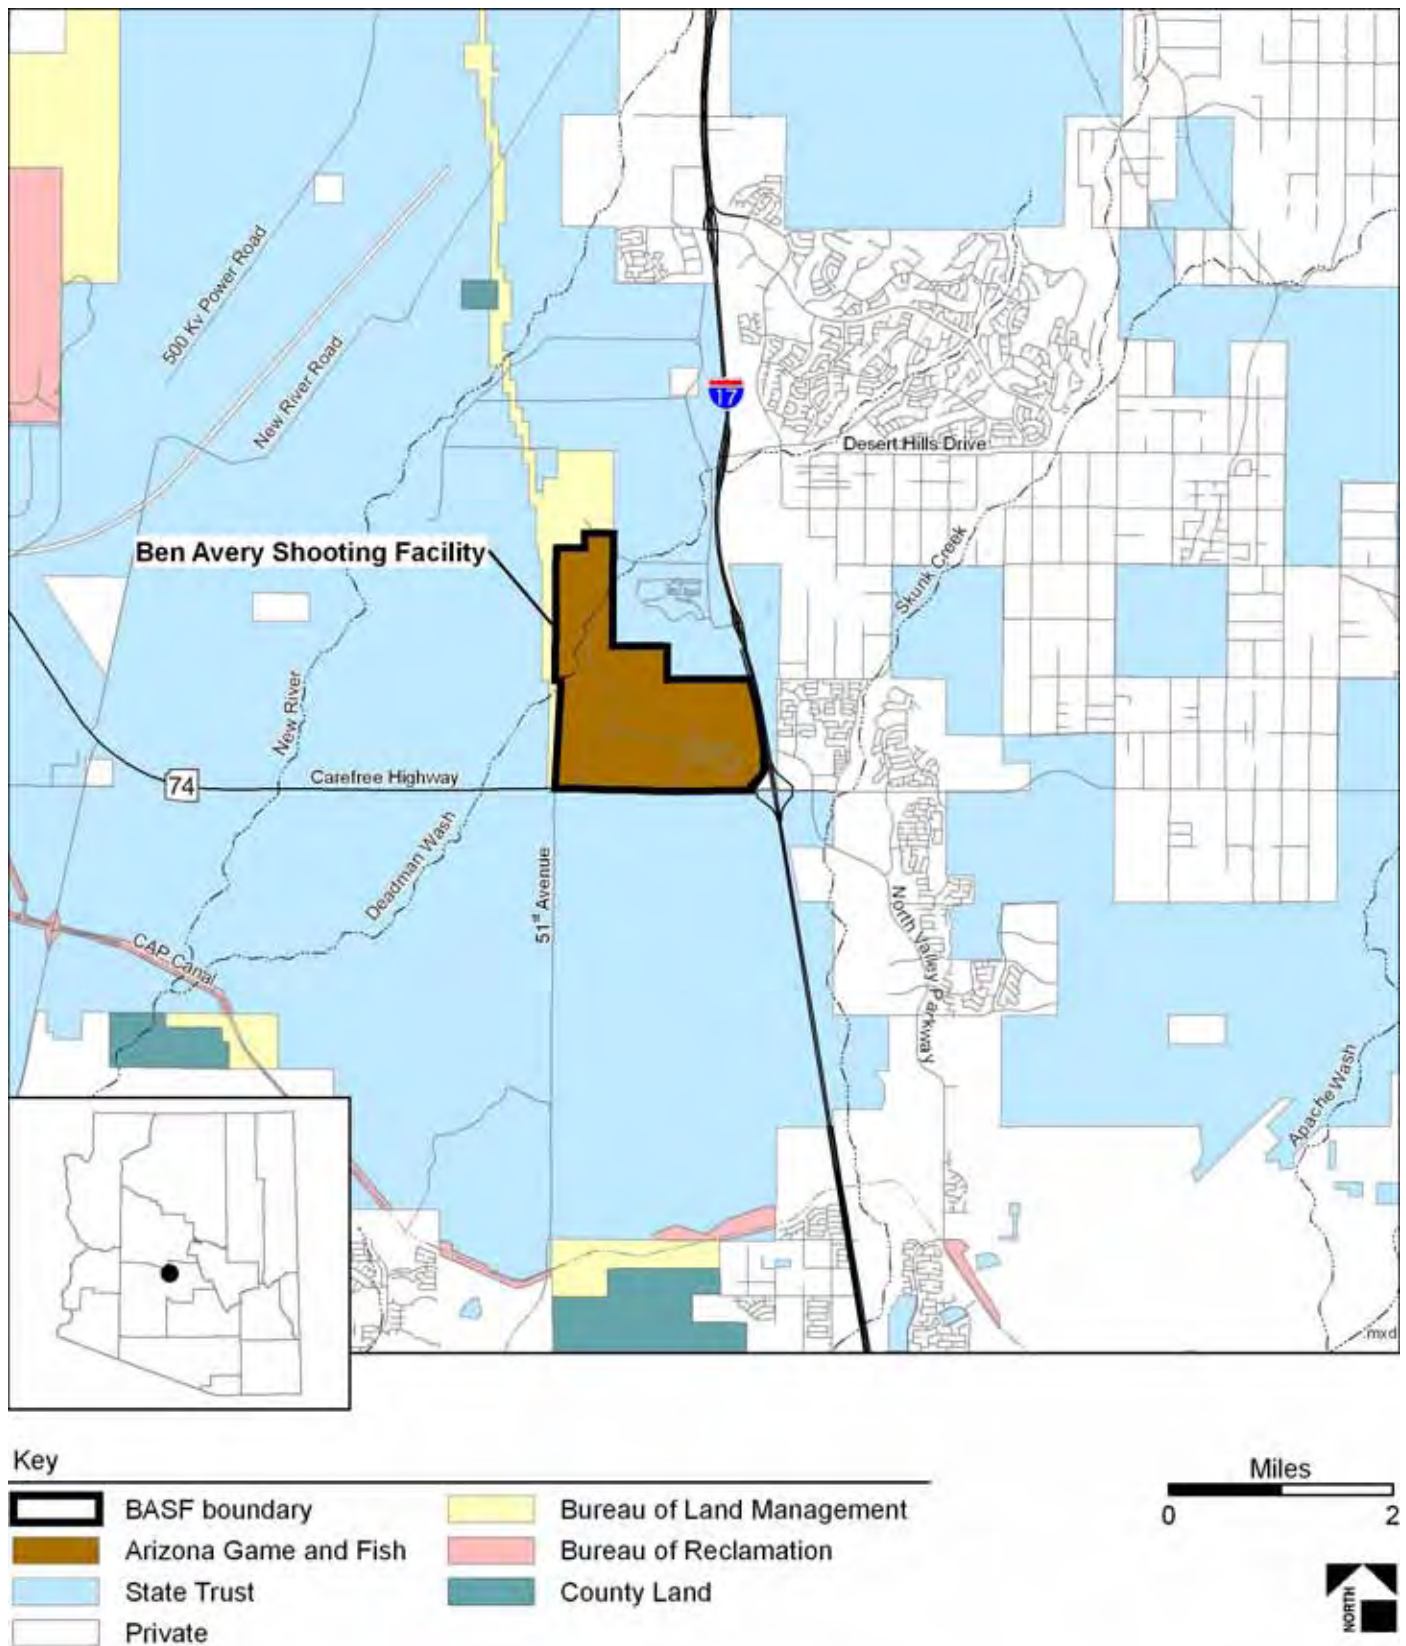 500 Kv Power Road
New River Road
17
Desert Hills Drive
Ben Avery Shooting Facility
Skunk Creek
New River
74
Carefree Highway
Deadman Wash
51st Avenue
North Valley Parkway
CAP Canal
Apache Wash
.mxd
Key
BASF boundary
Arizona Game and Fish
State Trust
Private
Bureau of Land Management
Bureau of Reclamation
County Land
Miles
0 2
NORTH